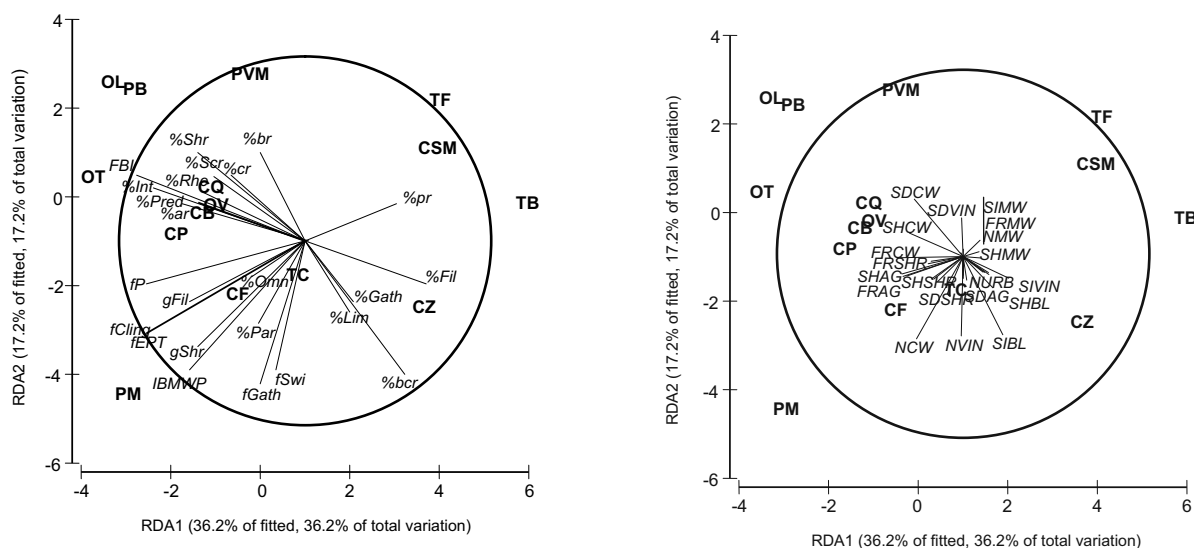 4
2
0
-2
-4
-6
-4
-2
0
2
4
6
RDA2 (17.2% of fitted, 17.2% of total variation)
RDA1 (36.2% of fitted, 36.2% of total variation)
OL
PB
PVM
TF
CSM
OT
TB
%Shr
%br
%Scr
%cr
FBI
%Rhe
CQ
%Int
%Pred
OV
CB
%ar
CP
%pr
fP
gFil
%Omn
TC
CF
%Fil
%Gath
CZ
%Lim
fCling
fEPT
gShr
%Par
IBMWP
fSwi
fGath
%bcr
PM
4
2
0
-2
-4
-6
-4
-2
0
2
4
6
RDA2 (17.2% of fitted, 17.2% of total variation)
RDA1 (36.2% of fitted, 36.2% of total variation)
OL
PB
PVM
TF
CSM
OT
TB
SDCW
CQ
SDVIN
SIMW
OV
CB
SHCW
FRMW
NMW
CP
FRCW
SHMW
FRSHR
SHAG
SHSHR
NURB
SIVIN
FRAG
TC
SDAG
SDSHR
SHBL
CF
CZ
NCW
NVIN
SIBL
PM